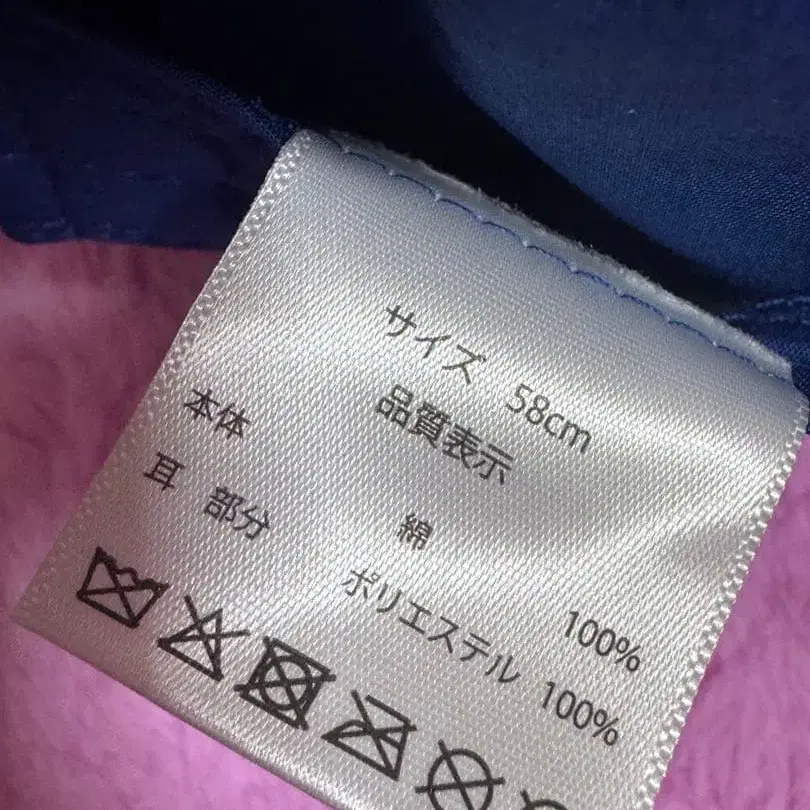 サイズ 58cm
品質表示
本体 綿 100%
耳 部分 ポリエステル 100%